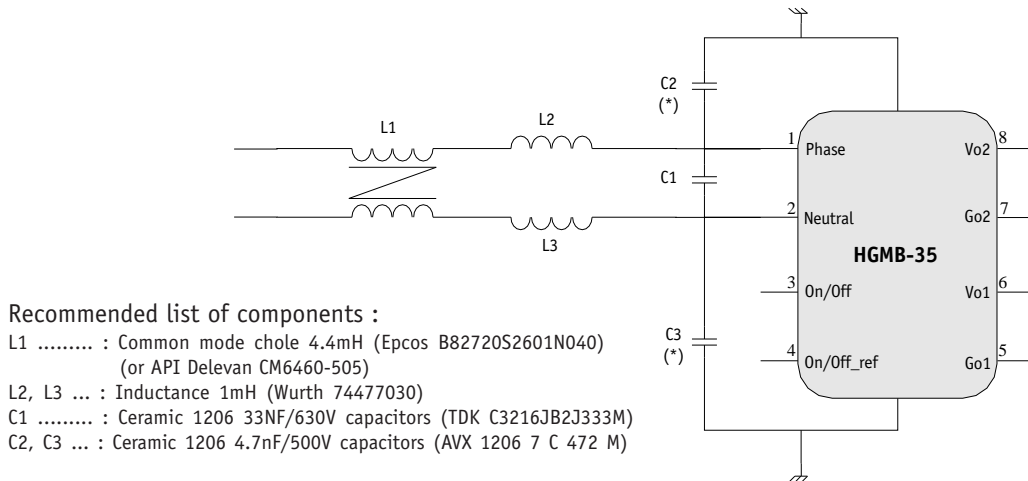 C2
(*)
L1
L2
1
Phase
Vo2
8
C1
2
Neutral
Go2
7
L3
HGMB-35
3
On/Off
Vo1
6
C3
(*)
4
On/Off_ref
Go1
5
Recommended list of components :
L1 ......... : Common mode chole 4.4mH (Epcos B82720S2601N040)
(or API Delevan CM6460-505)
L2, L3 ... : Inductance 1mH (Wurth 74477030)
C1 ......... : Ceramic 1206 33NF/630V capacitors (TDK C3216JB2J333M)
C2, C3 ... : Ceramic 1206 4.7nF/500V capacitors (AVX 1206 7 C 472 M)